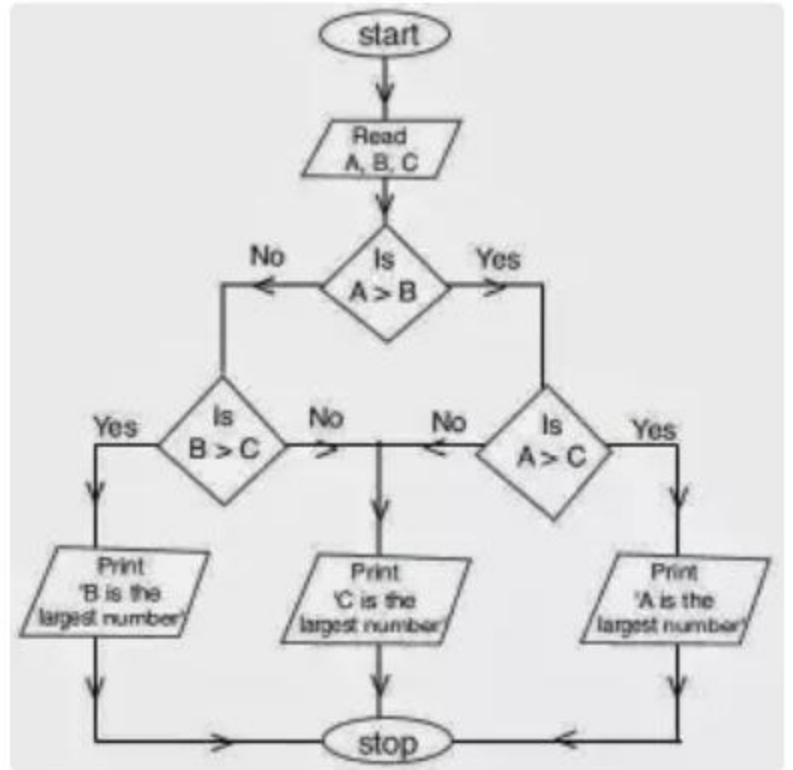 start
Read
A, B, C
Is
A > B
No
Yes
Is
B > C
Yes
No
Is
A > C
No
Yes
Print
'B is the
largest number'
Print
'C is the
largest number'
Print
'A is the
largest number'
stop